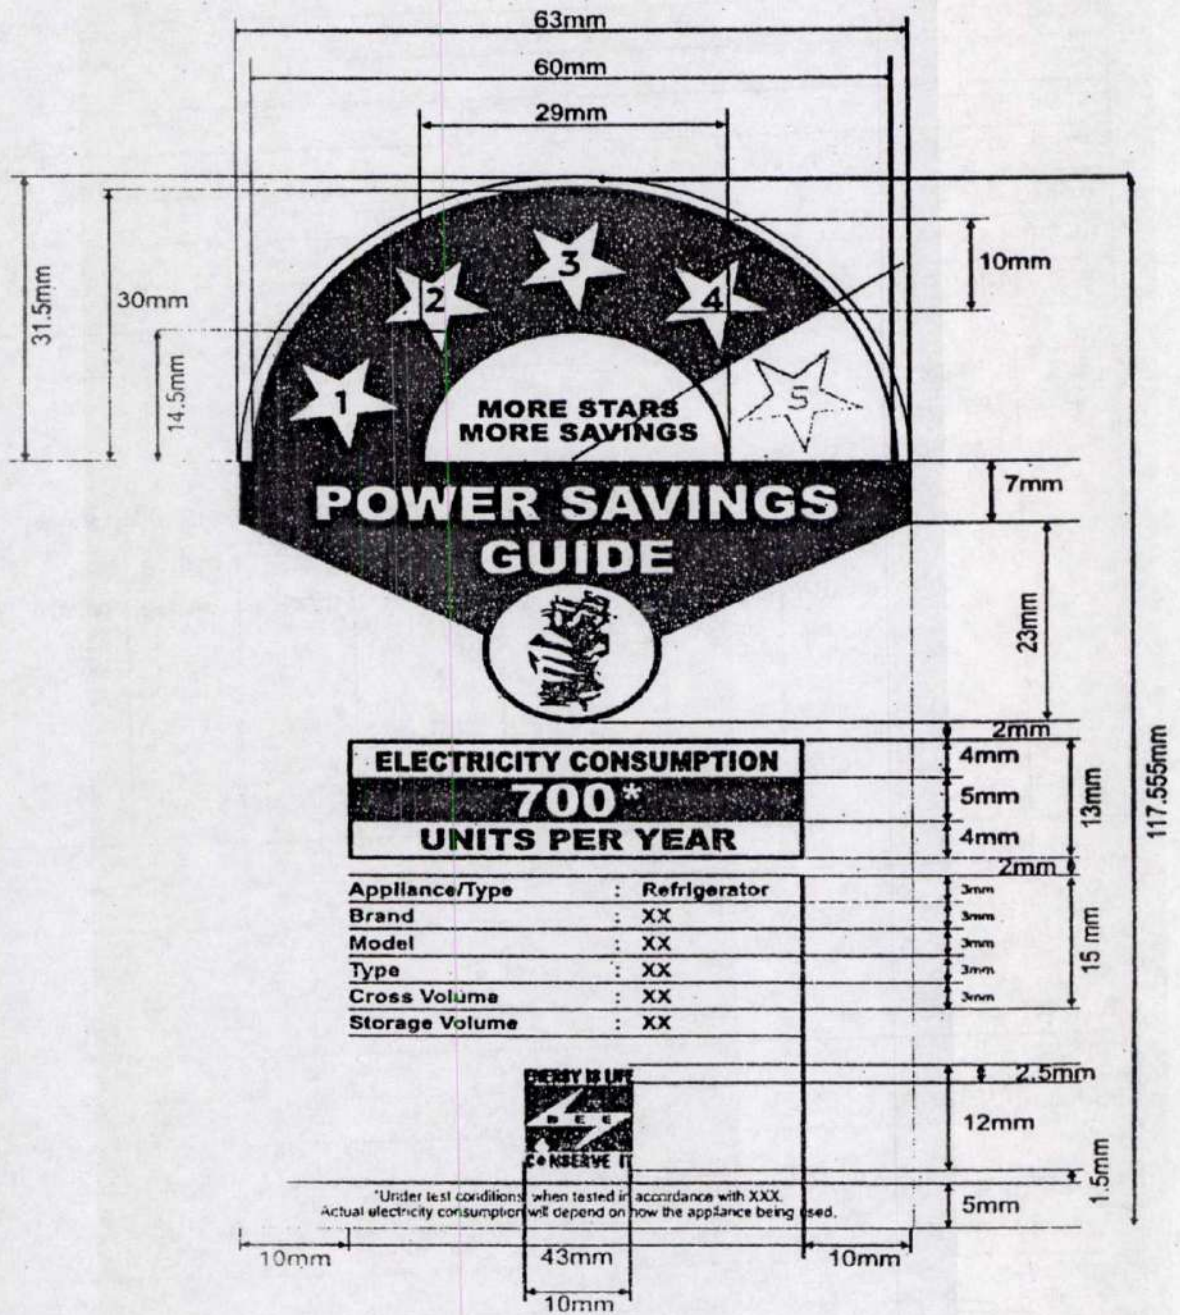 63mm
60mm
29mm
31.5mm
30mm
14.5mm
10mm
117.555mm
1
2
3
4
5
MORE STARS
MORE SAVINGS
POWER SAVINGS
GUIDE
7mm
23mm
2mm
ELECTRICITY CONSUMPTION
700*
UNITS PER YEAR
4mm
5mm
4mm
13mm
2mm
Appliance/Type : Refrigerator
Brand : XX
Model : XX
Type : XX
Cross Volume : XX
Storage Volume : XX
3mm
3mm
3mm
3mm
3mm
15 mm
ENERGY IS LIFE
BEE
CONSERVE IT
2.5mm
12mm
1.5mm
5mm
*Under test conditions when tested in accordance with XXX.
Actual electricity consumption will depend on how the appliance being used.
10mm
43mm
10mm
10mm